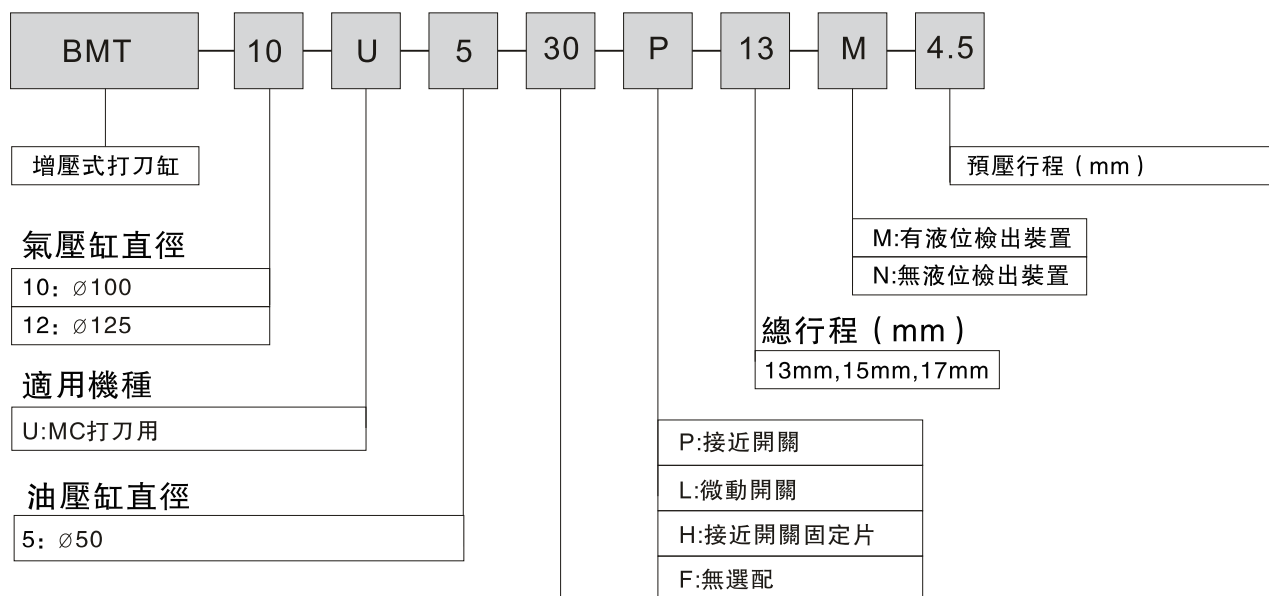 BMT 10 U 5 30 P 13 M 4.5
增壓式打刀缸
預壓行程（mm）
氣壓缸直徑
10: ∅100
12: ∅125
M:有液位檢出裝置
N:無液位檢出裝置
總行程（mm）
13mm,15mm,17mm
適用機種
U:MC打刀用
P:接近開關
L:微動開關
H:接近開關固定片
F:無選配
油壓缸直徑
5: ∅50